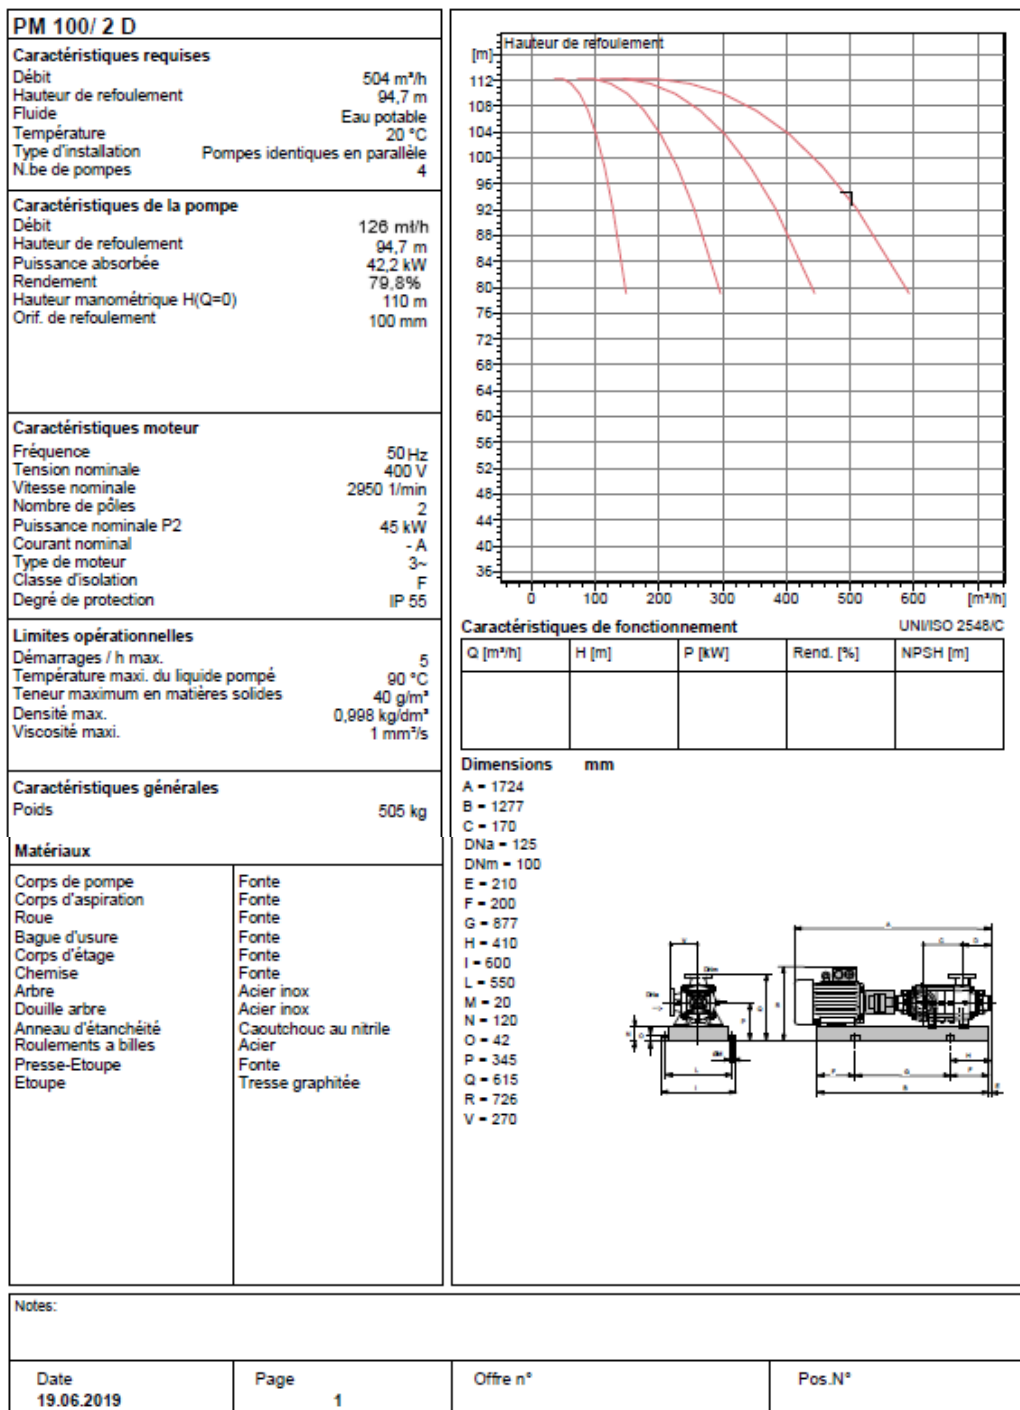 PM 100/ 2 D
Caractéristiques requises
Débit 504 m³/h
Hauteur de refoulement 94,7 m
Fluide Eau potable
Température 20 °C
Type d'installation Pompes identiques en parallèle
N.be de pompes 4
Caractéristiques de la pompe
Débit 126 m³/h
Hauteur de refoulement 94,7 m
Puissance absorbée 42,2 kW
Rendement 79,8%
Hauteur manométrique H(Q=0) 110 m
Orif. de refoulement 100 mm
Caractéristiques moteur
Fréquence 50 Hz
Tension nominale 400 V
Vitesse nominale 2950 1/min
Nombre de pôles 2
Puissance nominale P2 45 kW
Courant nominal - A
Type de moteur 3~
Classe d'isolation F
Degré de protection IP 55
Limites opérationnelles
Démarrages / h max. 5
Température maxi. du liquide pompé 90 °C
Teneur maximum en matières solides 40 g/m³
Densité max. 0,998 kg/dm³
Viscosité maxi. 1 mm²/s
Caractéristiques générales
Poids 505 kg
Matériaux
Corps de pompe Fonte
Corps d'aspiration Fonte
Roue Fonte
Bague d'usure Fonte
Corps d'étage Fonte
Chemise Fonte
Arbre Acier inox
Douille arbre Acier inox
Anneau d'étanchéité Caoutchouc au nitrile
Roulements a billes Acier
Presse-Etoupe Fonte
Etoupe Tresse graphitée
Hauteur de refoulement
[m]
112
108
104
100
96
92
88
84
80
76
72
68
64
60
56
52
48
44
40
36
0 100 200 300 400 500 600 [m³/h]
Caractéristiques de fonctionnement UNI/ISO 2548/C
Q [m³/h] H [m] P [kW] Rend. [%] NPSH [m]
Dimensions mm
A = 1724
B = 1277
C = 170
DNa = 125
DNm = 100
E = 210
F = 200
G = 877
H = 410
I = 600
L = 550
M = 20
N = 120
O = 42
P = 345
Q = 615
R = 726
V = 270
Notes:
Date Page Offre n° Pos.N°
19.06.2019 1